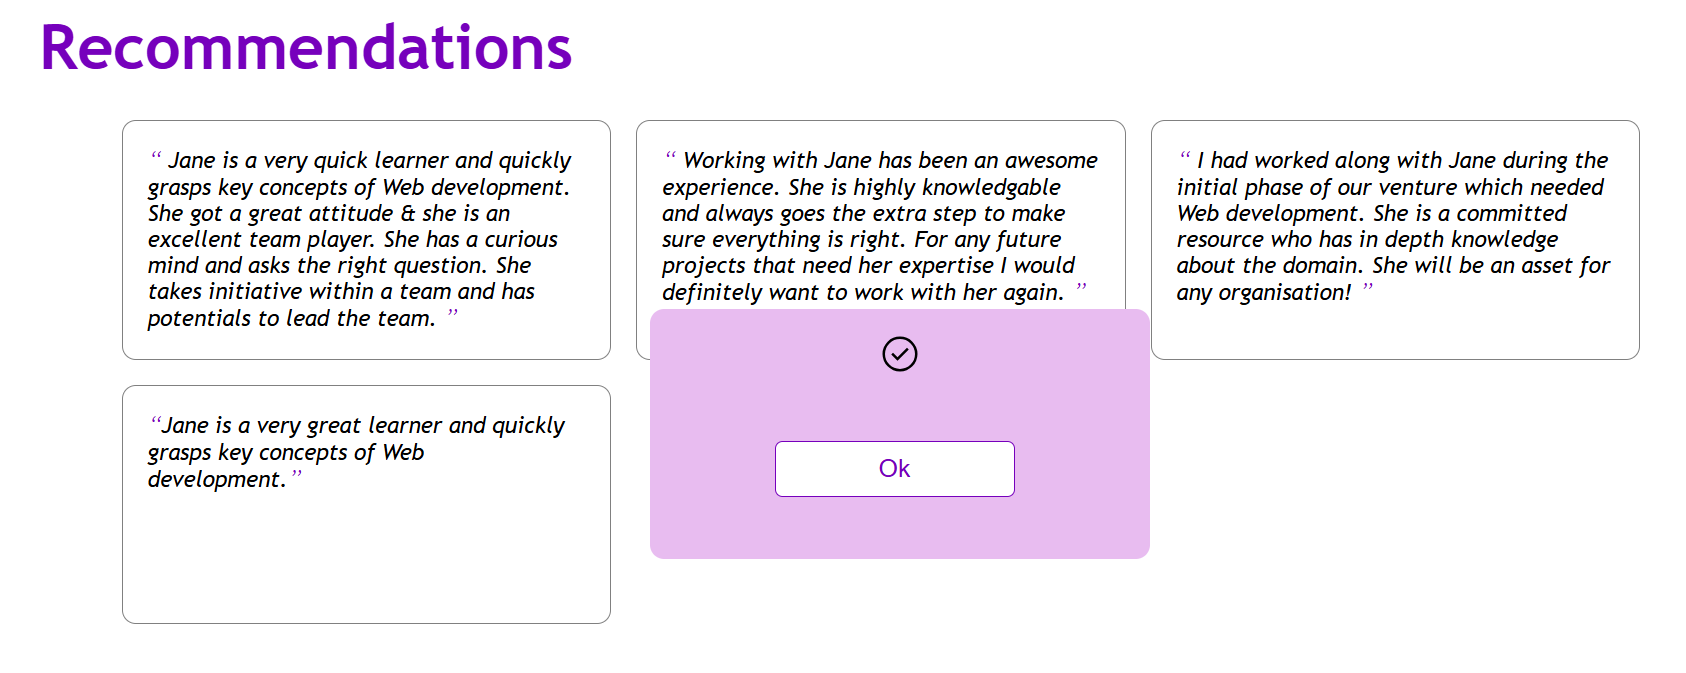 Recommendations
“ Jane is a very quick learner and quickly
grasps key concepts of Web development.
She got a great attitude & she is an
excellent team player. She has a curious
mind and asks the right question. She
takes initiative within a team and has
potentials to lead the team. ”
“ Working with Jane has been an awesome
experience. She is highly knowledgable
and always goes the extra step to make
sure everything is right. For any future
projects that need her expertise I would
definitely want to work with her again. ”
“ I had worked along with Jane during the
initial phase of our venture which needed
Web development. She is a committed
resource who has in depth knowledge
about the domain. She will be an asset for
any organisation! ”
“Jane is a very great learner and quickly
grasps key concepts of Web
development.”
Ok